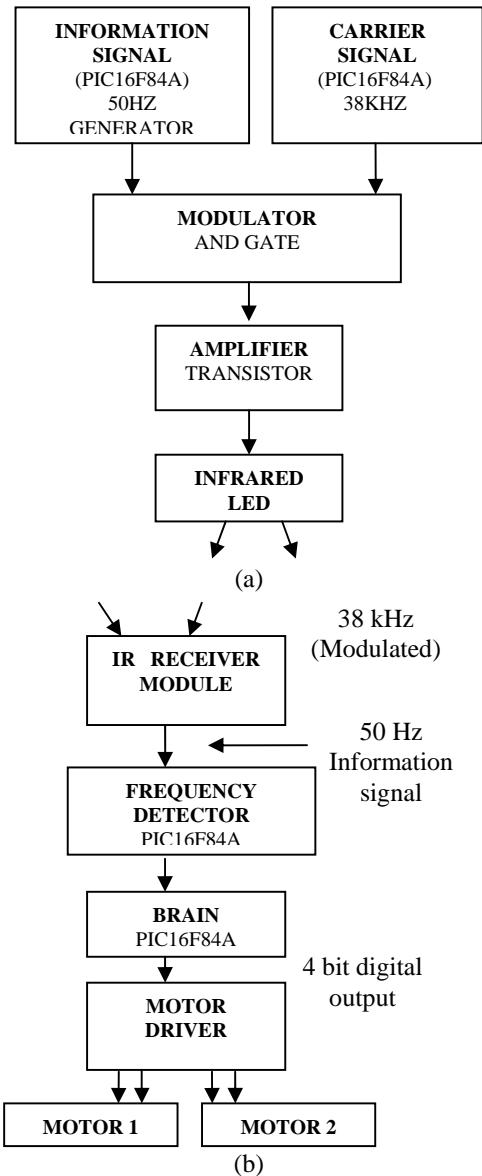 INFORMATION
SIGNAL
(PIC16F84A)
50HZ
GENERATOR
CARRIER
SIGNAL
(PIC16F84A)
38KHZ
MODULATOR
AND GATE
AMPLIFIER
TRANSISTOR
INFRARED
LED
(a)
38 kHz
(Modulated)
IR RECEIVER
MODULE
50 Hz
Information
signal
FREQUENCY
DETECTOR
PIC16F84A
BRAIN
PIC16F84A
4 bit digital
output
MOTOR
DRIVER
MOTOR 1
MOTOR 2
(b)